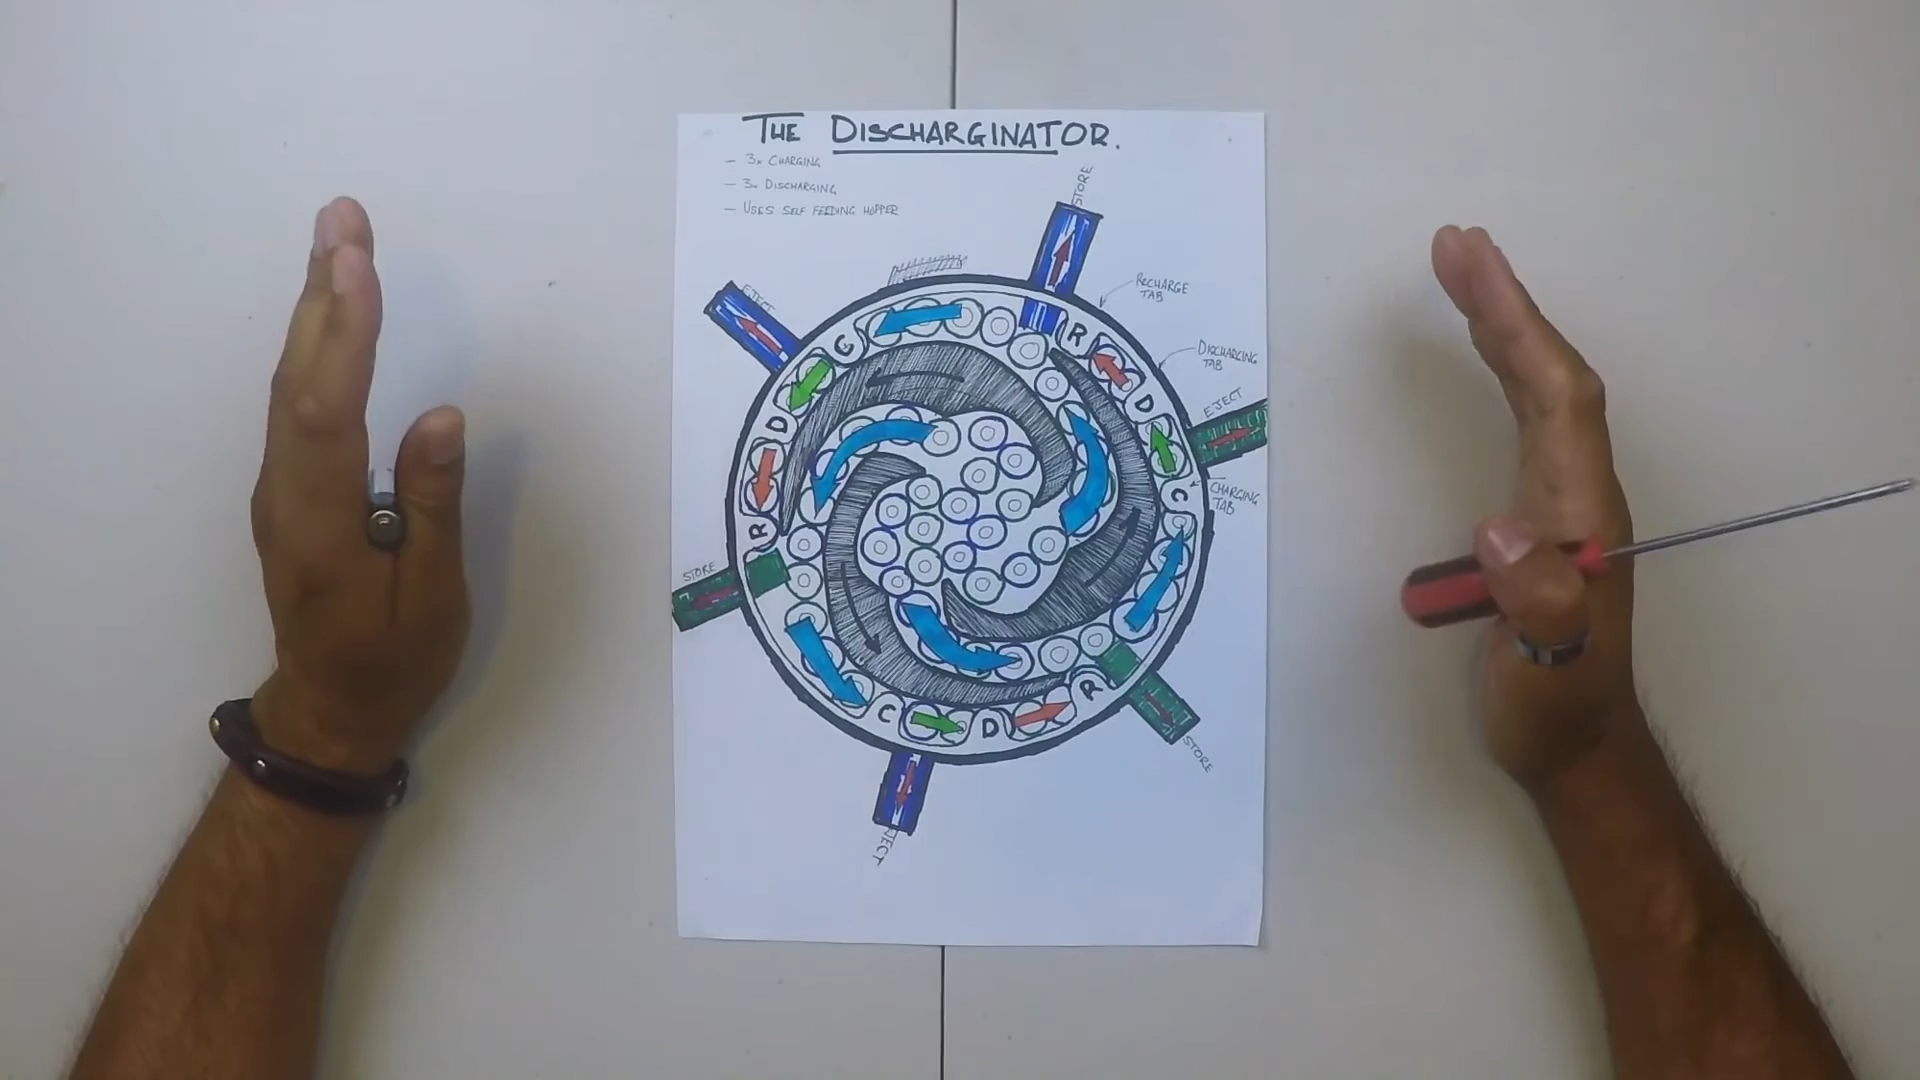 THE DISCHARGINATOR.
– 3x CHARGING
– 3x DISCHARGING
– USES SELF FEEDING HOPPER
STORE
RECHARGE
TAB
EJECT
R
C
DISCHARGING
TAB
D
EJECT
D
C
CHARGING
TAB
R
STORE
R
C
D
STORE
EJECT